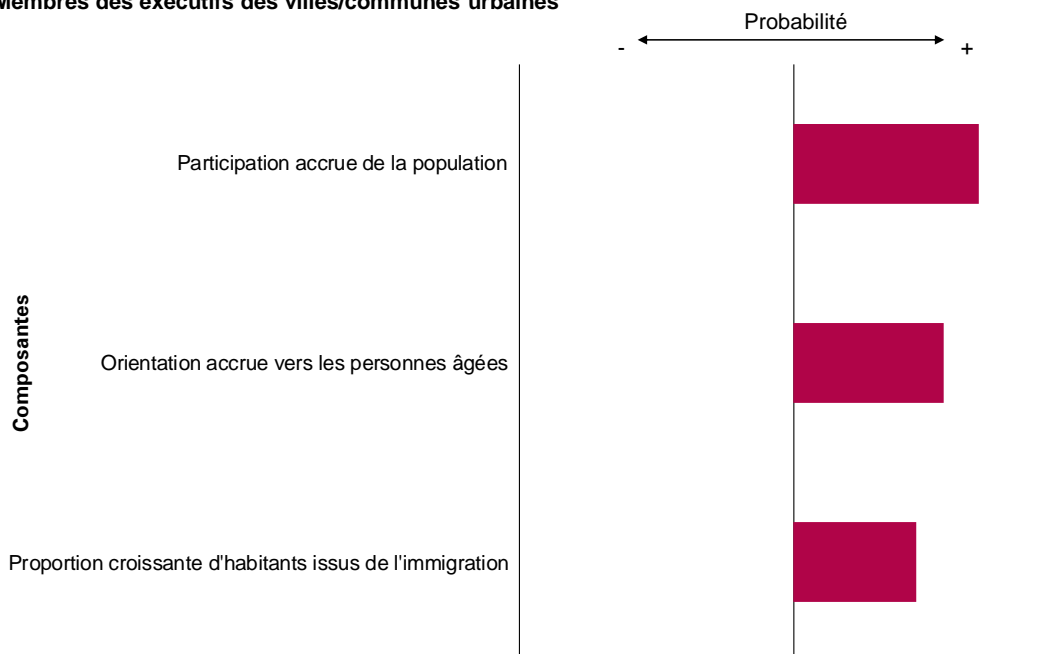 Membres des exécutifs des villes/communes urbaines
Probabilité
- +
Participation accrue de la population
Composantes
Orientation accrue vers les personnes âgées
Proportion croissante d'habitants issus de l'immigration